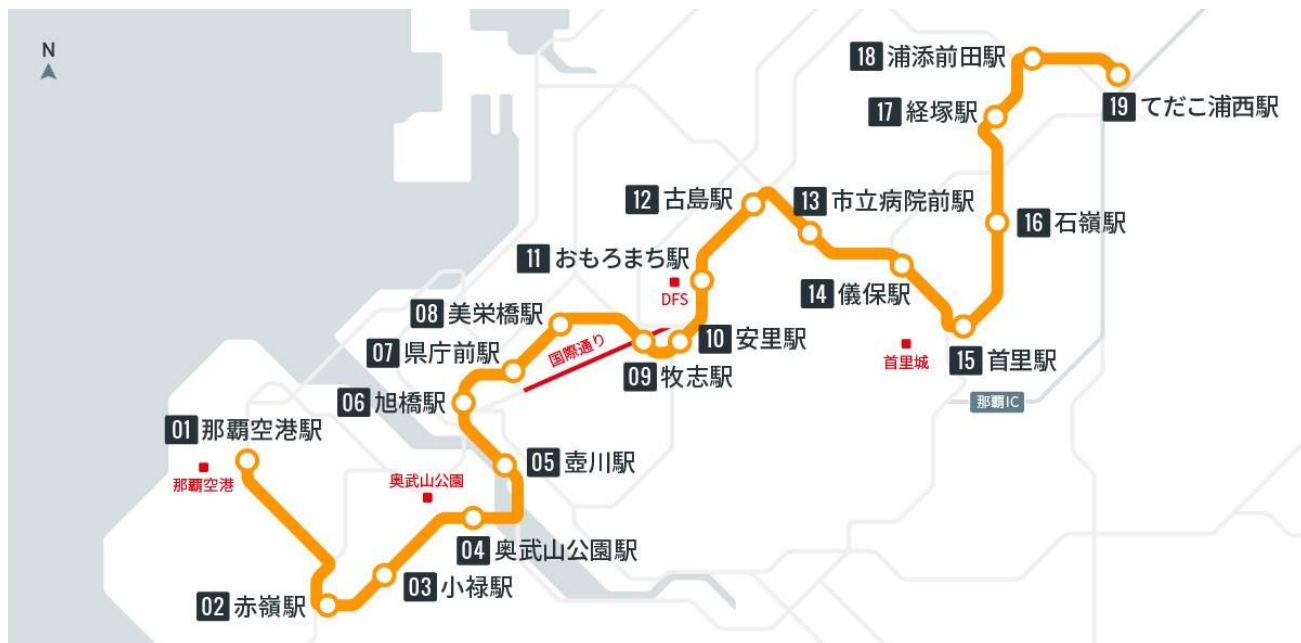 N
18 浦添前田駅
19 てだこ浦西駅
17 経塚駅
12 古島駅
13 市立病院前駅
16 石嶺駅
11 おもろまち駅
DFS
14 儀保駅
08 美栄橋駅
国際通り
10 安里駅
07 県庁前駅
09 牧志駅
首里城
15 首里駅
06 旭橋駅
那覇IC
01 那覇空港駅
那覇空港
05 壺川駅
奥武山公園
04 奥武山公園駅
03 小禄駅
02 赤嶺駅